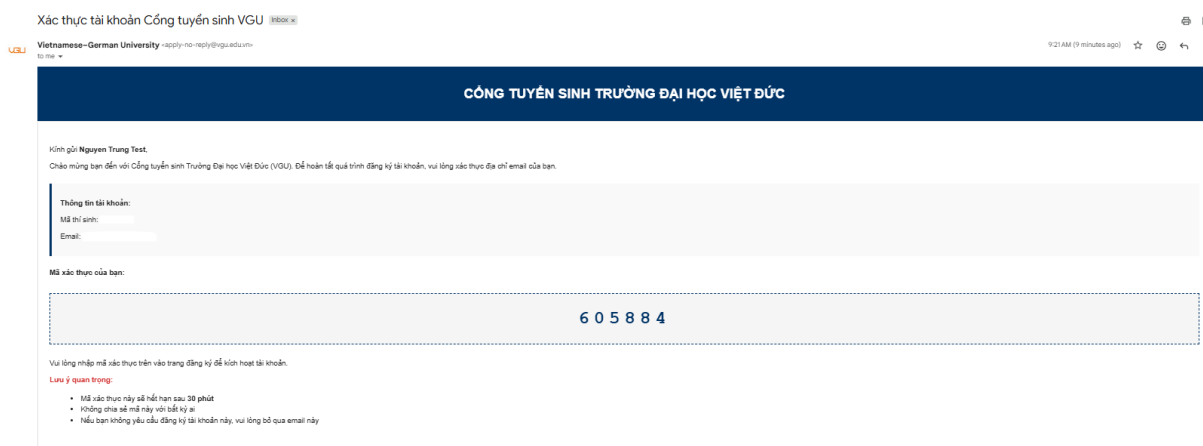 Xác thực tài khoản Cổng tuyển sinh VGU Inbox ×
VGU Vietnamese-German University <apply-no-reply@vgu.edu.vn> 9:21 AM (9 minutes ago)
to me
CỔNG TUYỂN SINH TRƯỜNG ĐẠI HỌC VIỆT ĐỨC
Kính gửi Nguyen Trung Test,
Chào mừng bạn đến với Cổng tuyển sinh Trường Đại học Việt Đức (VGU). Để hoàn tất quá trình đăng ký tài khoản, vui lòng xác thực địa chỉ email của bạn.
Thông tin tài khoản:
Mã thí sinh:
Email:
Mã xác thực của bạn:
605884
Vui lòng nhập mã xác thực trên vào trang đăng ký để kích hoạt tài khoản.
Lưu ý quan trọng:
• Mã xác thực này sẽ hết hạn sau 30 phút
• Không chia sẻ mã này với bất kỳ ai
• Nếu bạn không yêu cầu đăng ký tài khoản này, vui lòng bỏ qua email này